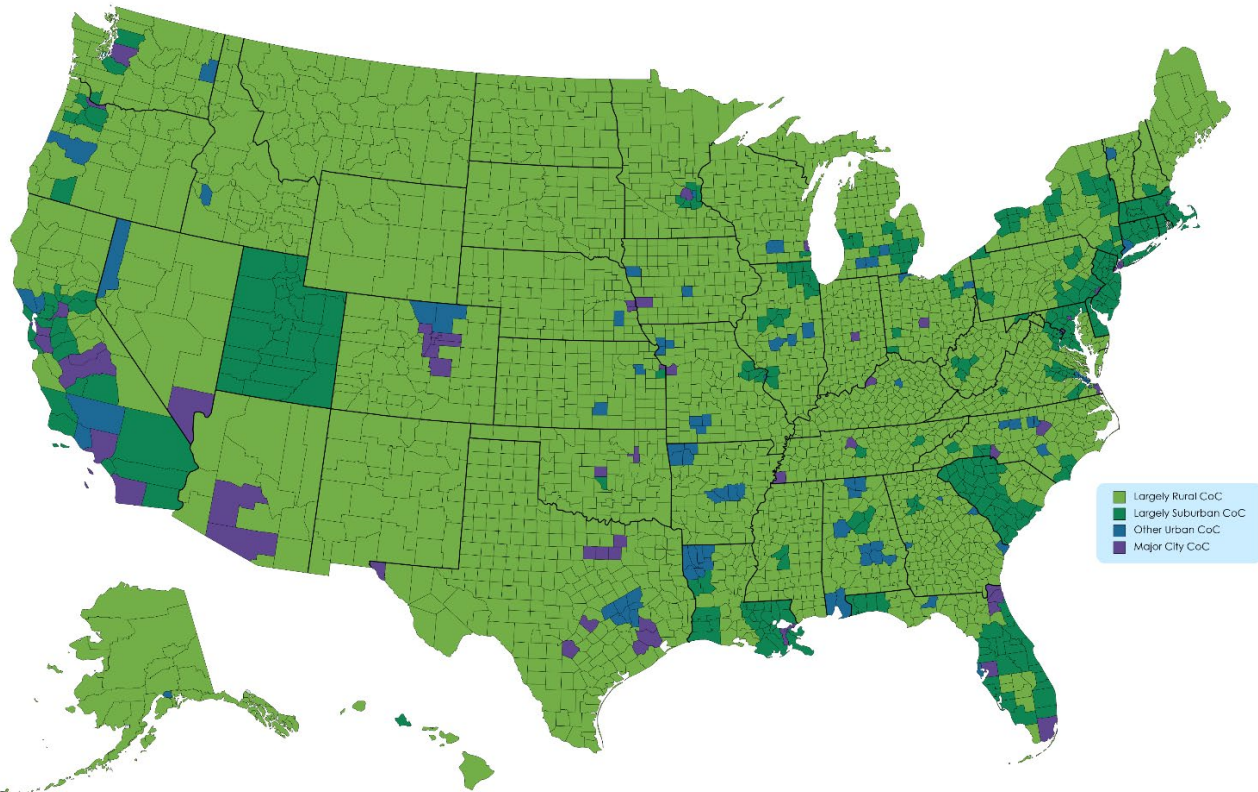 Largely Rural CoC
Largely Suburban CoC
Other Urban CoC
Major City CoC